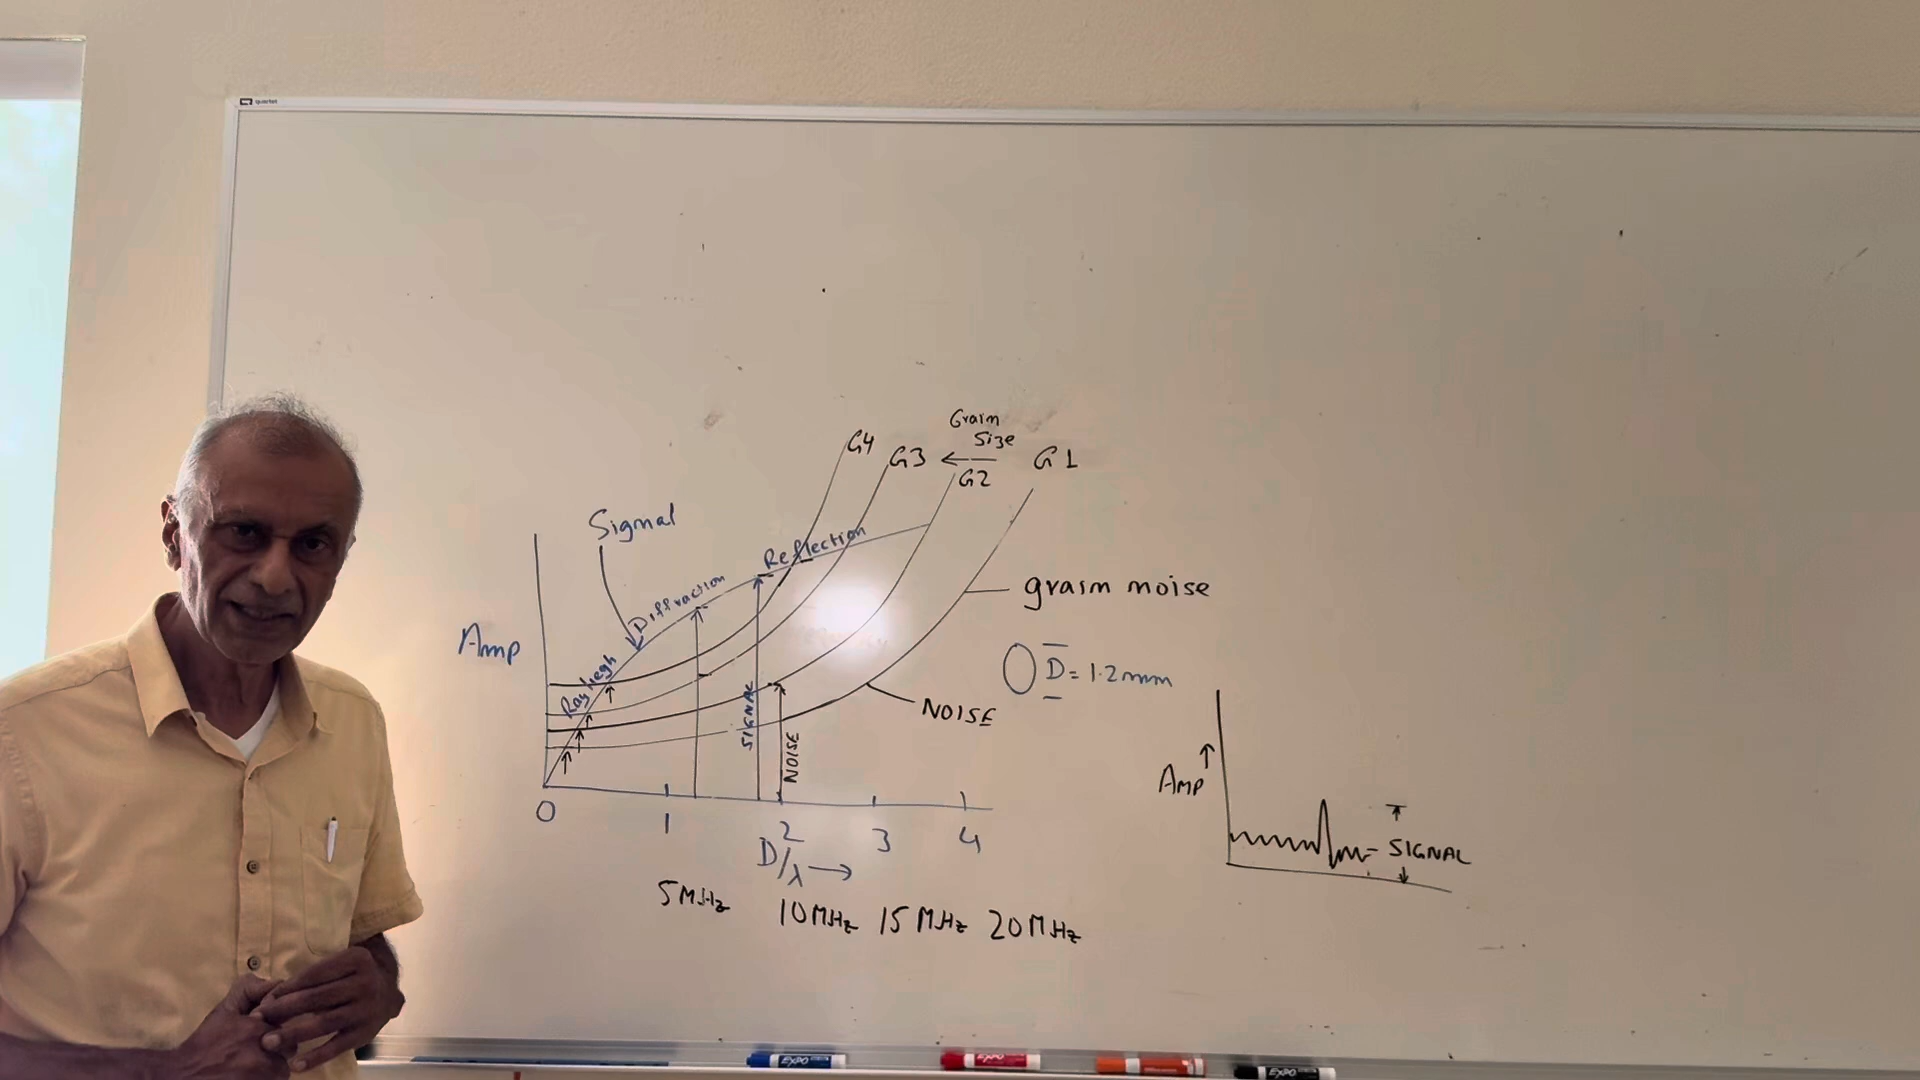 quartet
Grain
Size
G4
G3
←
G2
G1
Signal
Reflection
Diffraction
Rayliegh
Amp
grain noise
D = 1.2mm
NOISE
SIGNAL
NOISE
0 1 2 3 4
D/λ →
5MHz 10MHz 15MHz 20MHz
Amp
SIGNAL
EXPO
EXPO
EXPO